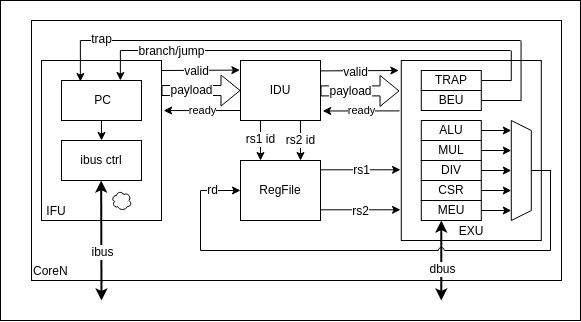 trap
branch/jump
valid
payload
ready
PC
ibus ctrl
IFU
IDU
valid
payload
ready
rs1 id
rs2 id
rd
RegFile
rs1
rs2
TRAP
BEU
ALU
MUL
DIV
CSR
MEU
EXU
ibus
dbus
CoreN